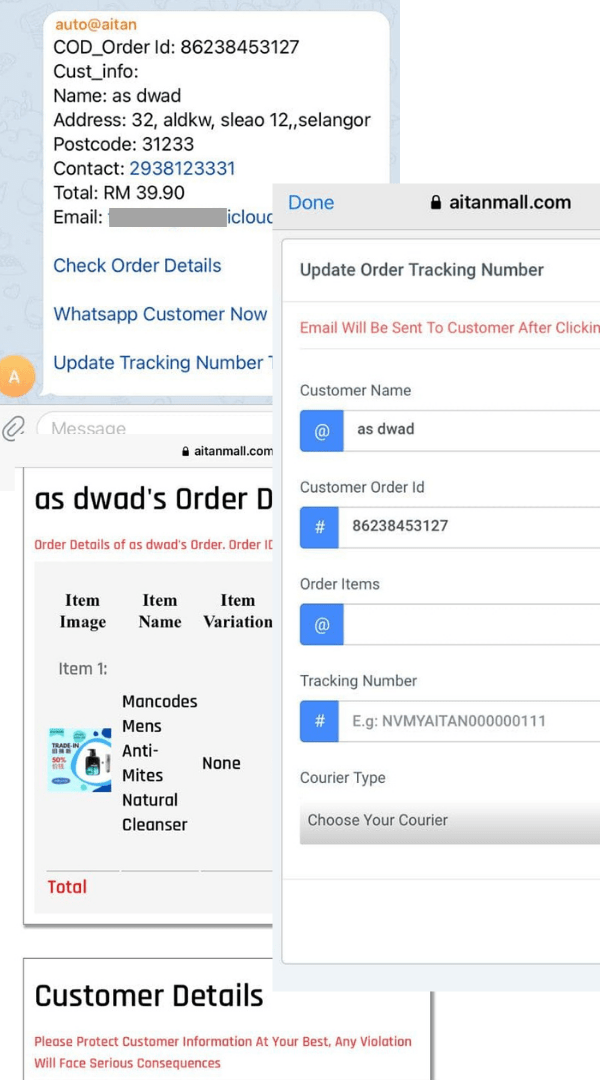 auto@aitan
COD_Order Id: 86238453127
Cust_info:
Name: as dwad
Address: 32, aldkw, sleao 12,,selangor
Postcode: 31233
Contact: 2938123331
Total: RM 39.90
Email: icloud
Check Order Details
Whatsapp Customer Now
Update Tracking Number
A
Message
aitanmall.com
as dwad's Order D
Order Details of as dwad's Order. Order ID
Item Image
Item Name
Item Variation
Item 1:
TRADE-IN
50%
Mancodes
Mens
Anti-
Mites
Natural
Cleanser
None
Total
Customer Details
Please Protect Customer Information At Your Best, Any Violation
Will Face Serious Consequences
Done
aitanmall.com
Update Order Tracking Number
Email Will Be Sent To Customer After Clickin
Customer Name
@ as dwad
Customer Order Id
# 86238453127
Order Items
@
Tracking Number
# E.g: NVMYAITAN000000111
Courier Type
Choose Your Courier